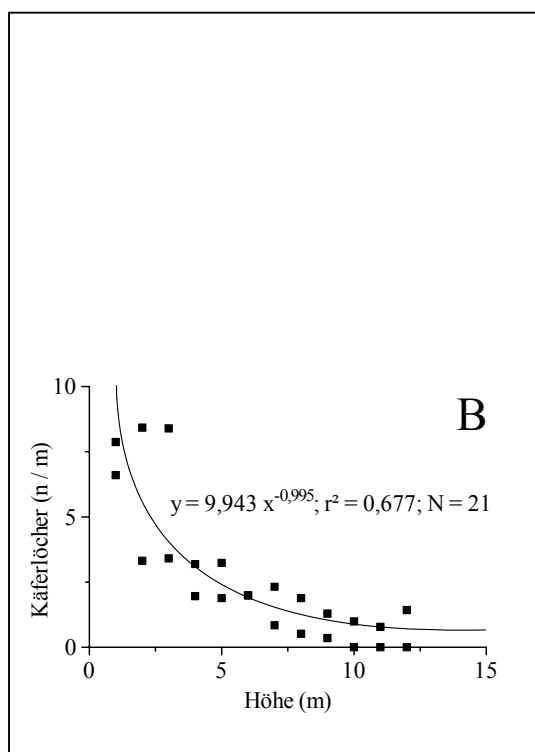 10
B
Käferlöcher (n / m)
y = 9,943 x^-0,995; r² = 0,677; N = 21
5
0
0 5 10 15
Höhe (m)